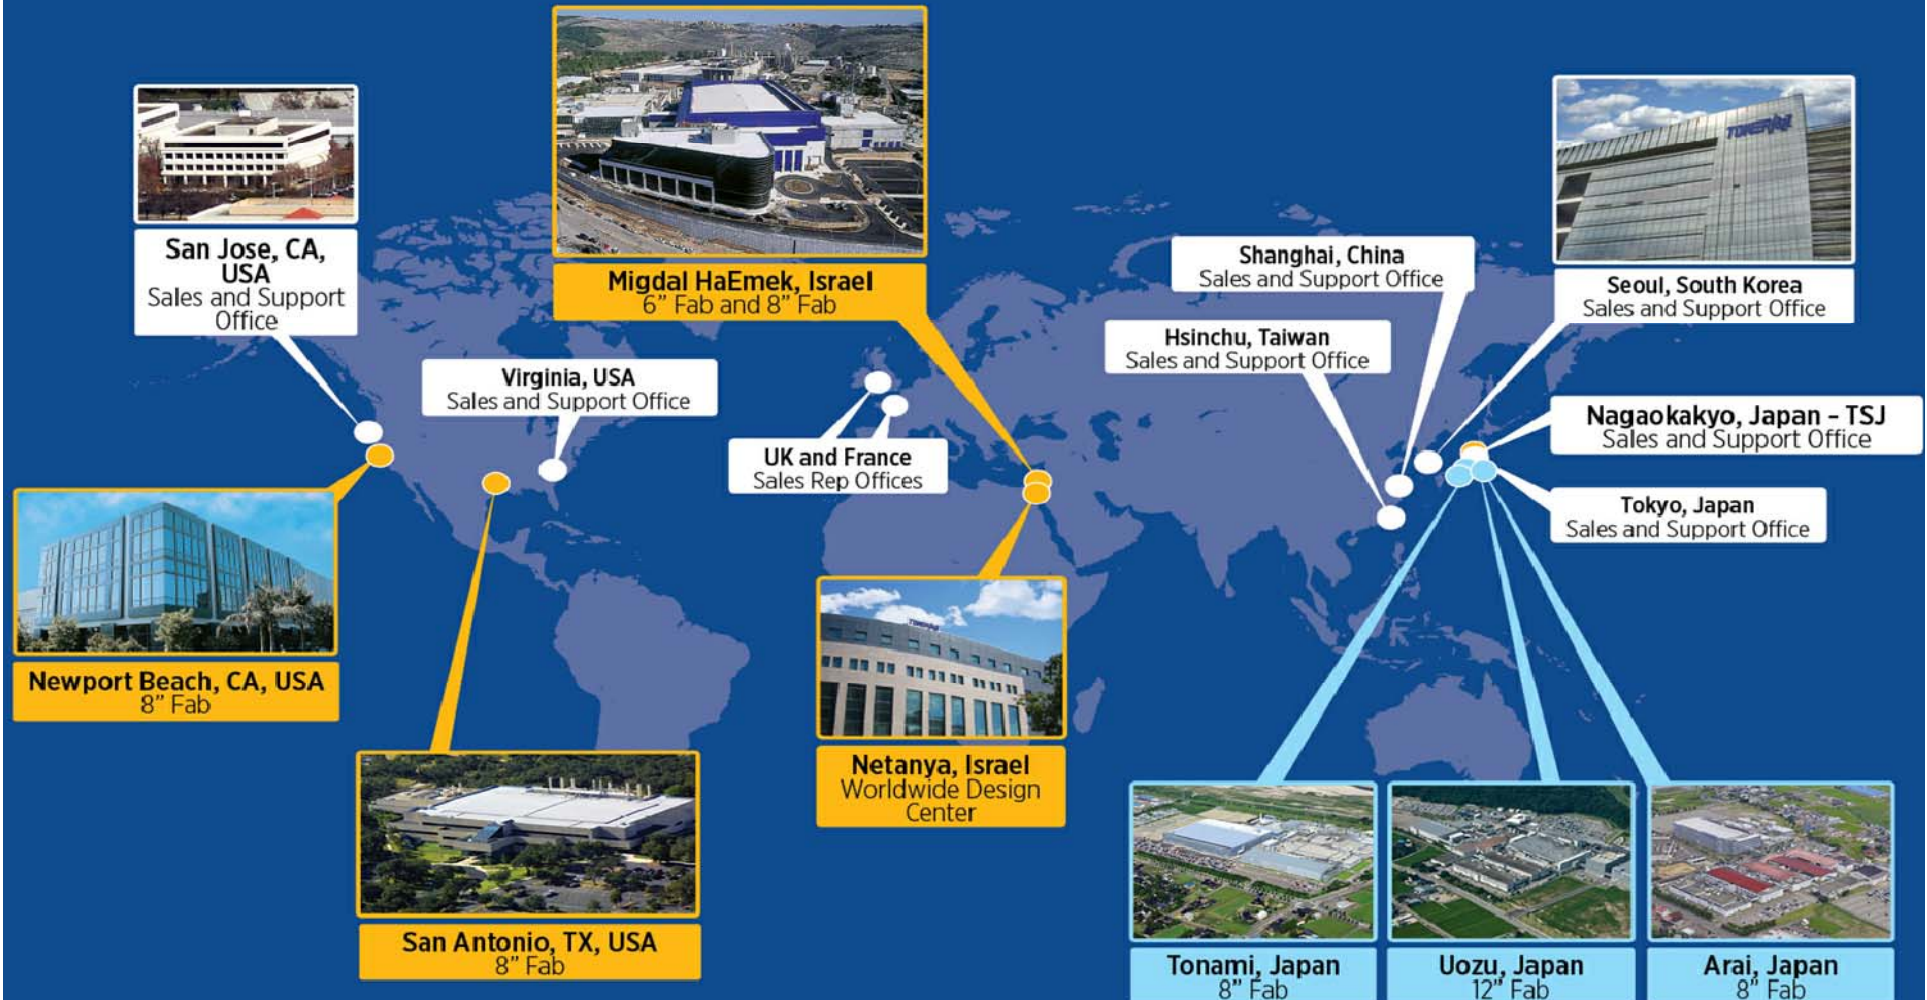 San Jose, CA,
USA
Sales and Support
Office
Migdal HaEmek, Israel
6” Fab and 8” Fab
TOWERJAZZ
Seoul, South Korea
Sales and Support Office
Shanghai, China
Sales and Support Office
Hsinchu, Taiwan
Sales and Support Office
Virginia, USA
Sales and Support Office
UK and France
Sales Rep Offices
Nagaokakyo, Japan – TSJ
Sales and Support Office
Tokyo, Japan
Sales and Support Office
Newport Beach, CA, USA
8” Fab
TOWERJAZZ
Netanya, Israel
Worldwide Design
Center
San Antonio, TX, USA
8” Fab
Tonami, Japan
8” Fab
Uozu, Japan
12” Fab
Arai, Japan
8” Fab